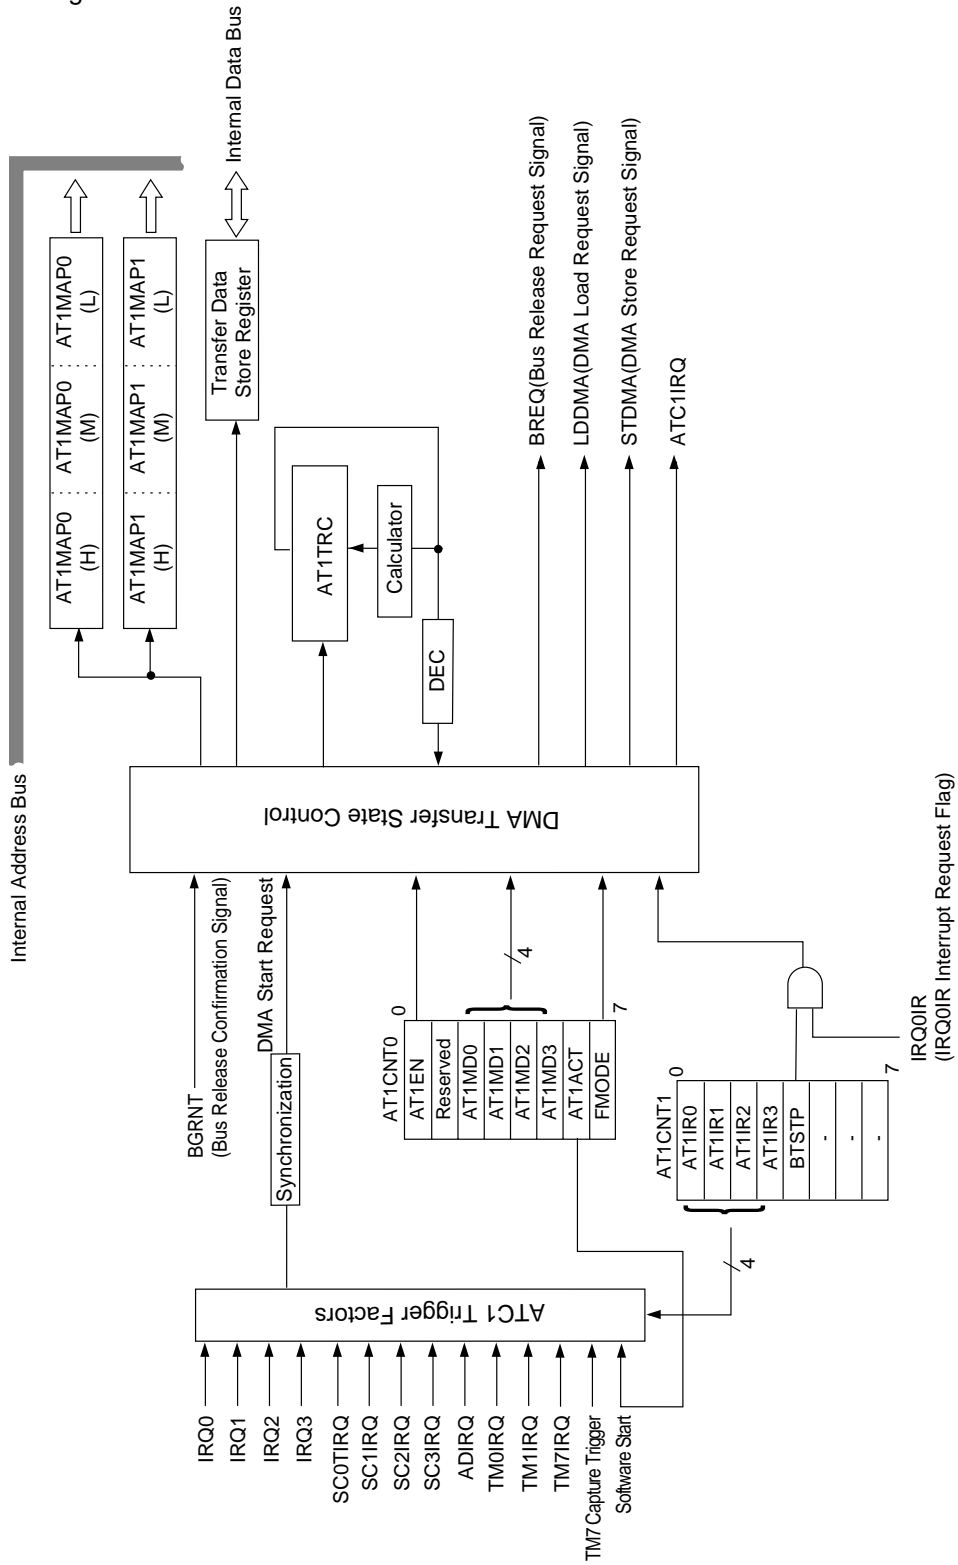 Internal Address Bus
AT1MAP0
(H)
AT1MAP0
(M)
AT1MAP0
(L)
AT1MAP1
(H)
AT1MAP1
(M)
AT1MAP1
(L)
Transfer Data
Store Register
Internal Data Bus
AT1TRC
Calculator
DEC
BREQ(Bus Release Request Signal)
LDDMA(DMA Load Request Signal)
STDMA(DMA Store Request Signal)
ATC1IRQ
DMA Transfer State Control
BGRNT
(Bus Release Confirmation Signal)
DMA Start Request
Synchronization
AT1CNT0
0
AT1EN
Reserved
AT1MD0
AT1MD1
AT1MD2
AT1MD3
AT1ACT
FMODE
7
4
AT1CNT1
0
AT1IR0
AT1IR1
AT1IR2
AT1IR3
BTSTP
-
-
-
7
4
IRQ0IR
(IRQ0IR Interrupt Request Flag)
ATC1 Trigger Factors
IRQ0
IRQ1
IRQ2
IRQ3
SC0TIRQ
SC1IRQ
SC2IRQ
SC3IRQ
ADIRQ
TM0IRQ
TM1IRQ
TM7IRQ
TM7 Capture Trigger
Software Start